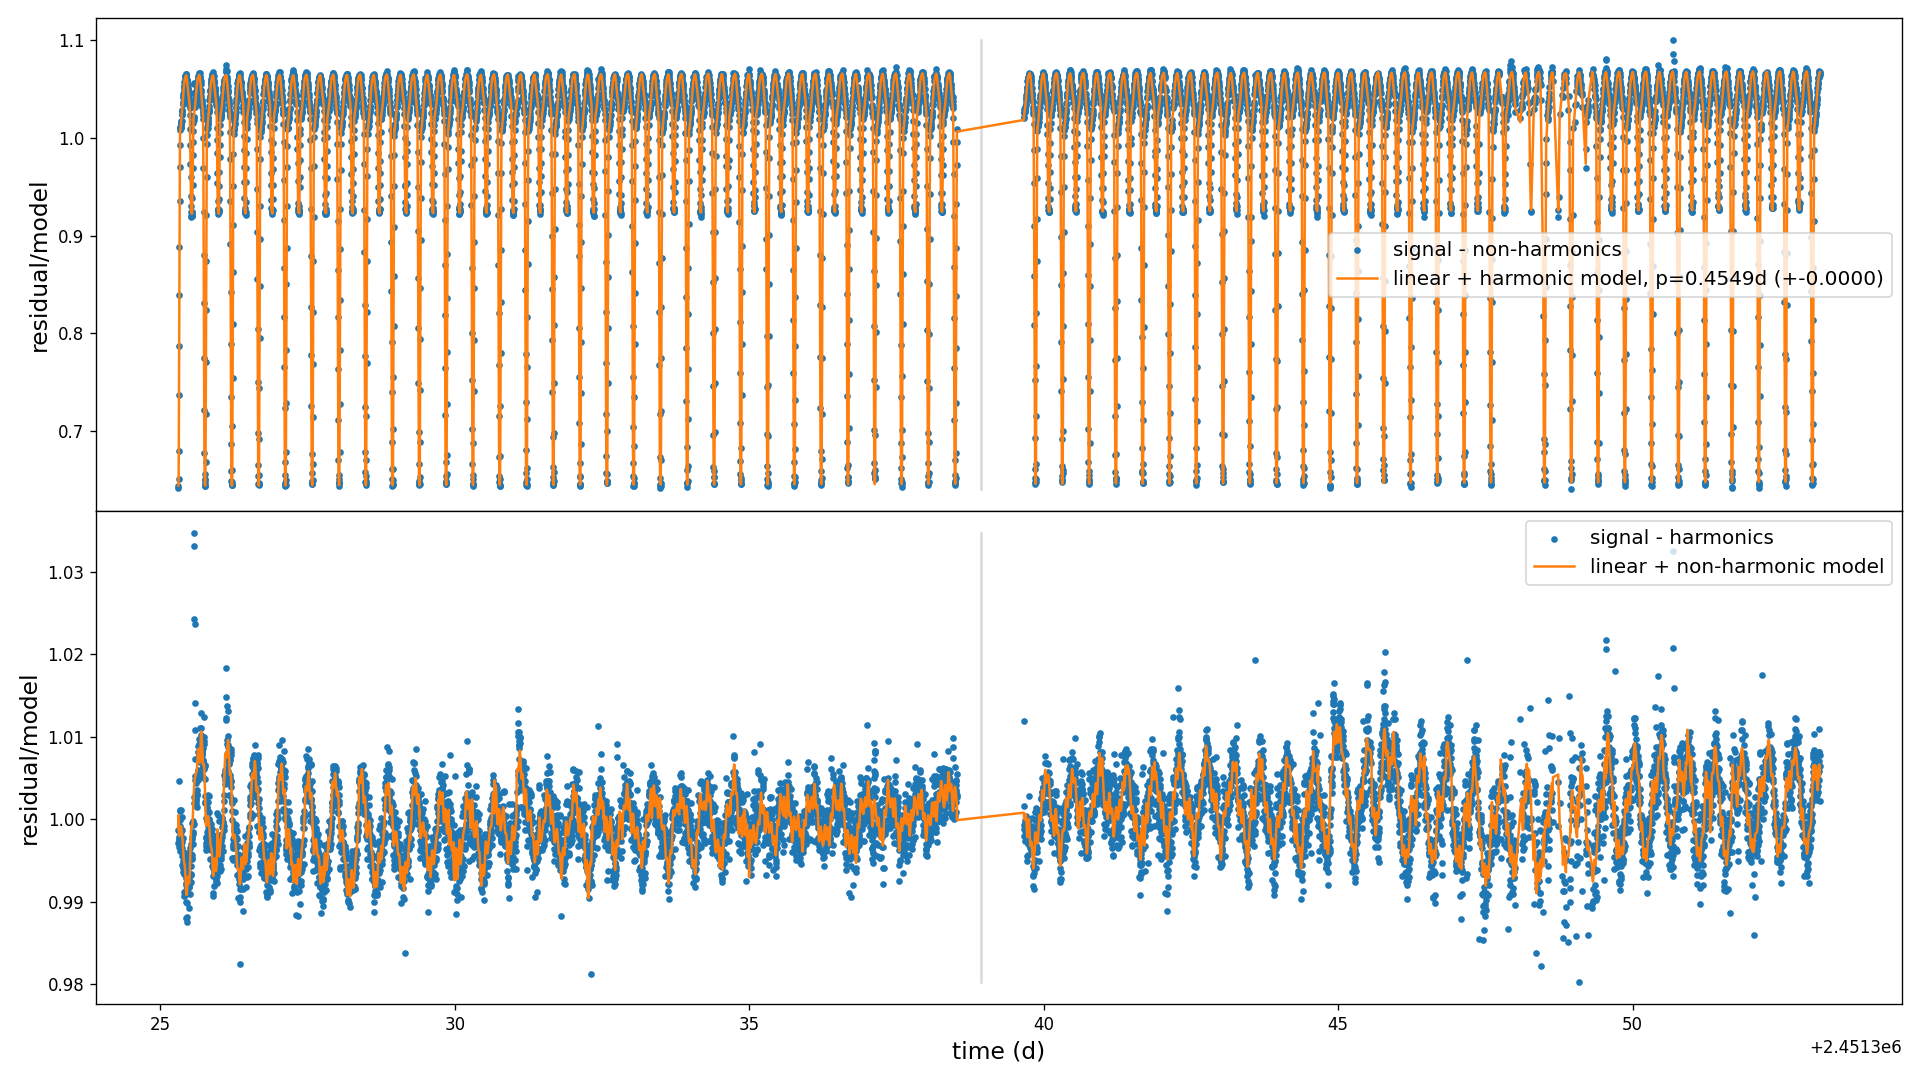 1.1
1.0
0.9
0.8
0.7
residual/model
signal - non-harmonics
linear + harmonic model, p=0.4549d (+-0.0000)
1.03
1.02
1.01
1.00
0.99
0.98
residual/model
signal - harmonics
linear + non-harmonic model
25 30 35 40 45 50
time (d)
+2.4513e6